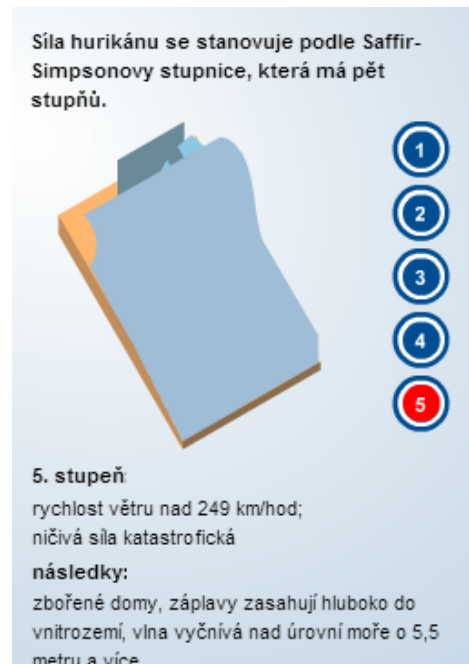 Síla hurikánu se stanovuje podle Saffir-
Simpsonovy stupnice, která má pět
stupňů.
1
2
3
4
5
5. stupeň:
rychlost větru nad 249 km/hod;
ničivá síla katastrofická
následky:
zbořené domy, záplavy zasahují hluboko do
vnitrozemí, vlna vyčnívá nad úrovní moře o 5,5
metru a více